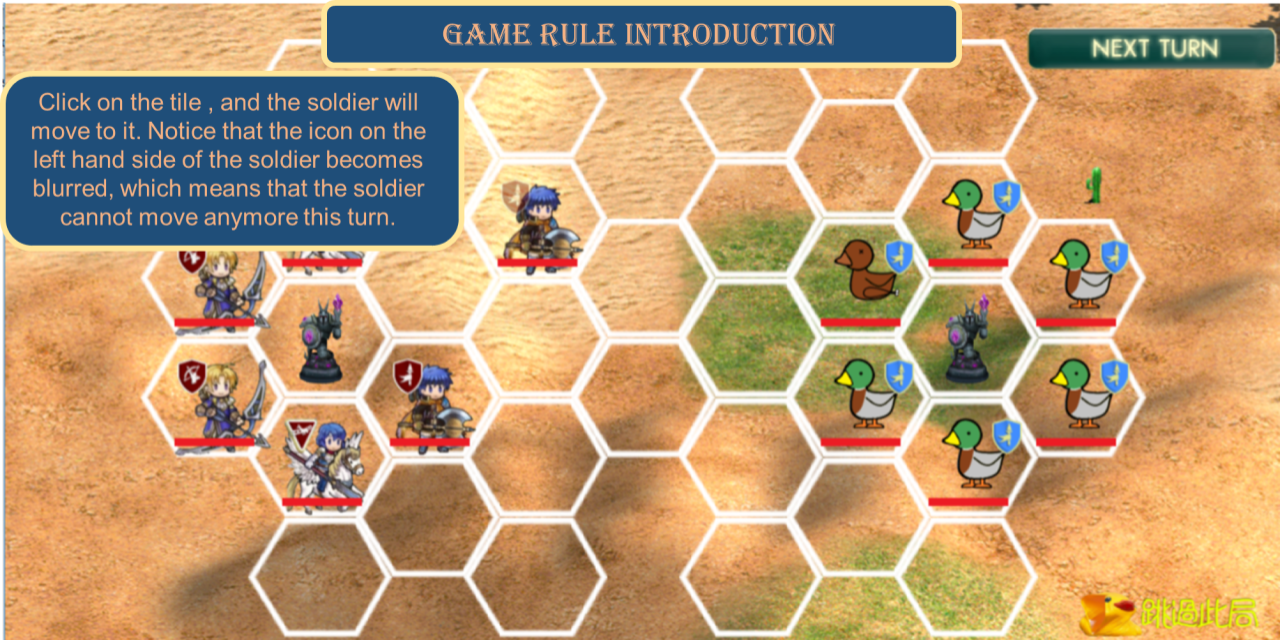 GAME RULE INTRODUCTION
NEXT TURN
Click on the tile , and the soldier will
move to it. Notice that the icon on the
left hand side of the soldier becomes
blurred, which means that the soldier
cannot move anymore this turn.
跳過此局